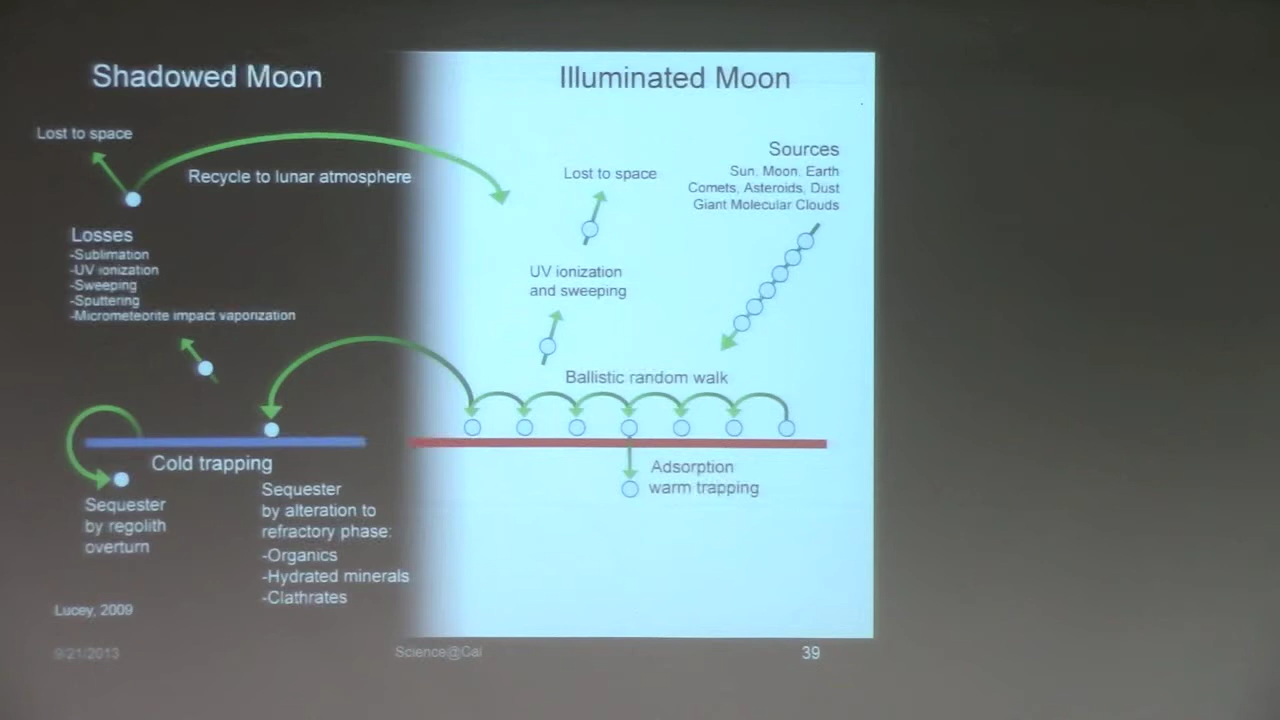 Shadowed Moon
Lost to space
Recycle to lunar atmosphere
Losses
-Sublimation
-UV ionization
-Sweeping
-Sputtering
-Micrometeorite impact vaporization
Cold trapping
Sequester
by regolith
overturn
Sequester
by alteration to
refractory phase:
-Organics
-Hydrated minerals
-Clathrates
Lucey, 2009
Illuminated Moon
Sources
Sun, Moon, Earth
Comets, Asteroids, Dust
Giant Molecular Clouds
Lost to space
UV ionization
and sweeping
Ballistic random walk
Adsorption
warm trapping
9/21/2013
Science@Cal
39